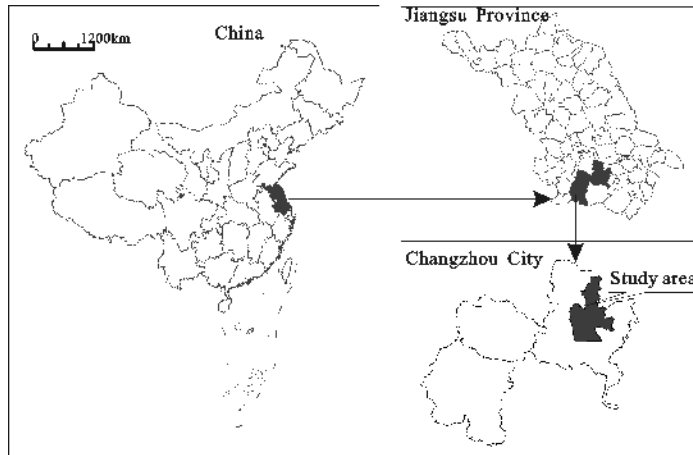 0 1200km
China
Jiangsu Province
Changzhou City
Study area